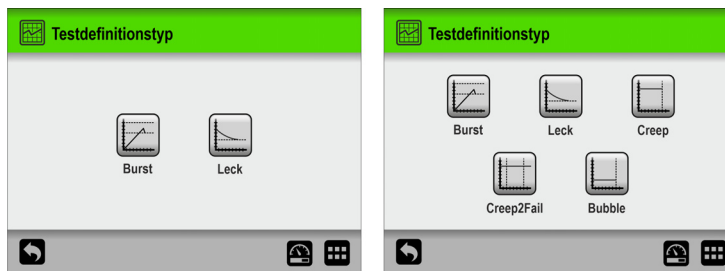 Testdefinitionstyp
Burst Leck
Testdefinitionstyp
Burst Leck Creep
Creep2Fail Bubble